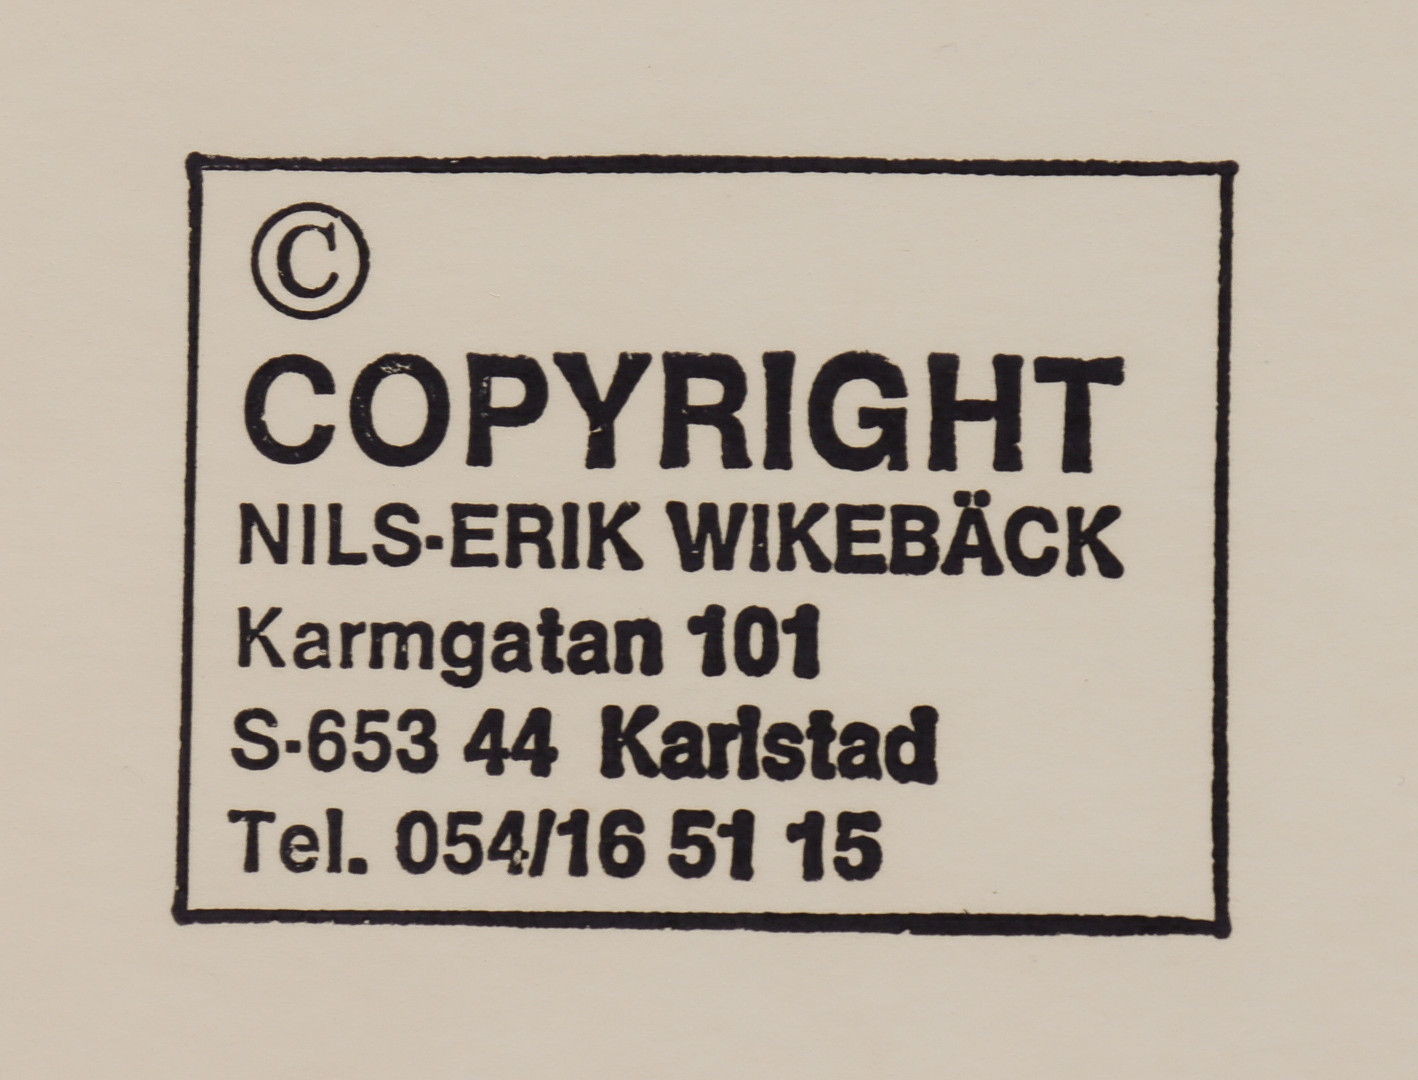 ©
COPYRIGHT
NILS-ERIK WIKEBÄCK
Karmgatan 101
S-653 44 Karlstad
Tel. 054/16 51 15